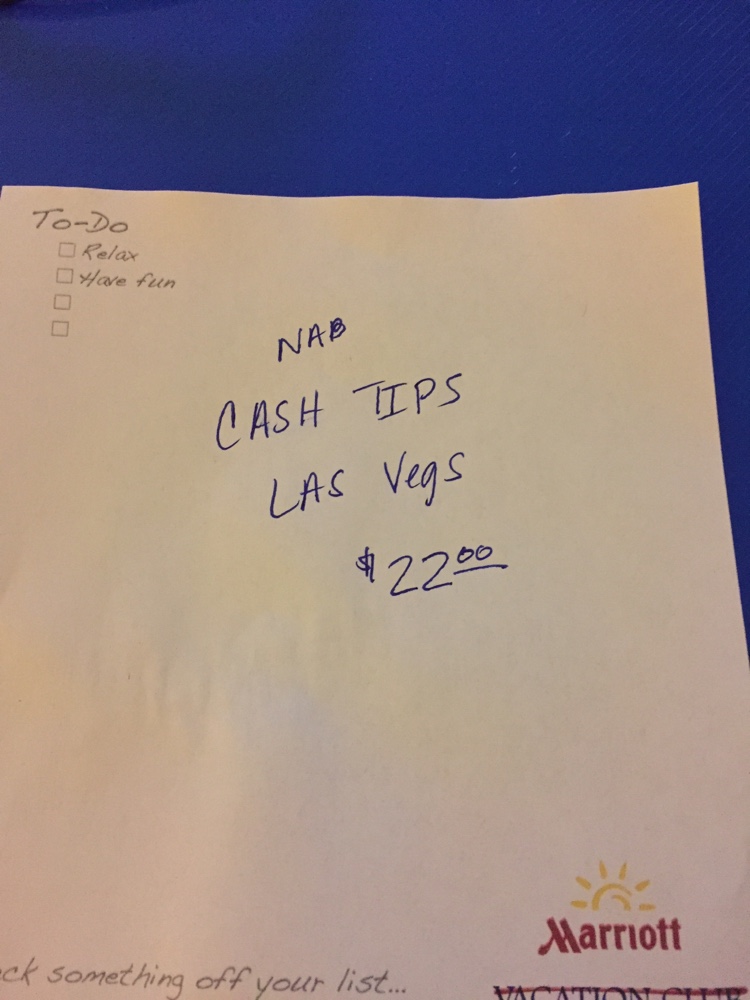 To-Do
Relax
Have fun
NAB
CASH TIPS
LAS Vegs
$22.00
Marriott
VACATION CLUB
ck something off your list...